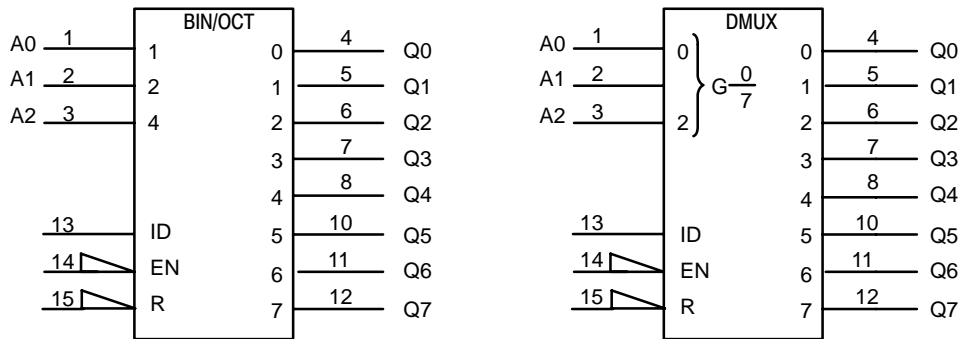 BIN/OCT
A0 1 1 0 4 Q0
A1 2 2 1 5 Q1
A2 3 4 2 6 Q2
3 7 Q3
4 8 Q4
13 ID 5 10 Q5
14 EN 6 11 Q6
15 R 7 12 Q7
DMUX
A0 1 0 0 4 Q0
A1 2 G 0/7 1 5 Q1
A2 3 2 2 6 Q2
3 7 Q3
4 8 Q4
13 ID 5 10 Q5
14 EN 6 11 Q6
15 R 7 12 Q7